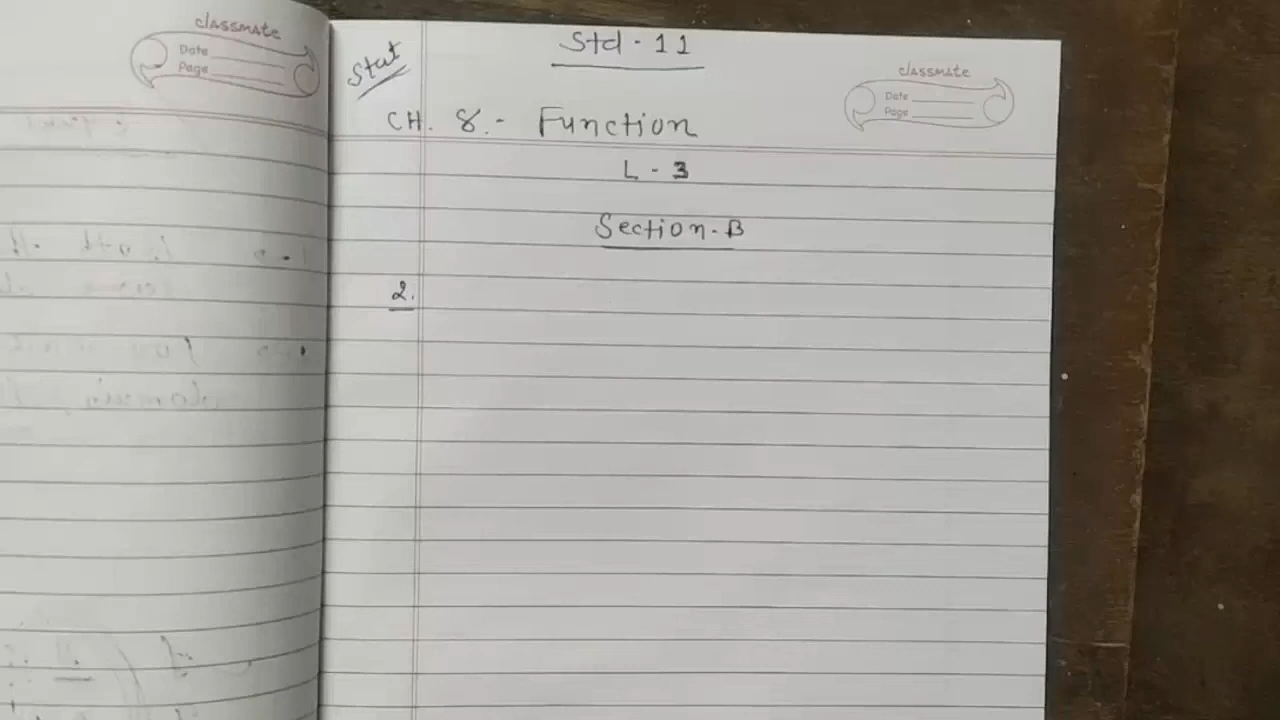 classmate
Date
Page
Stat
Std - 11
classmate
Date
Page
CH. 8.- Function
L - 3
Section-B
2.